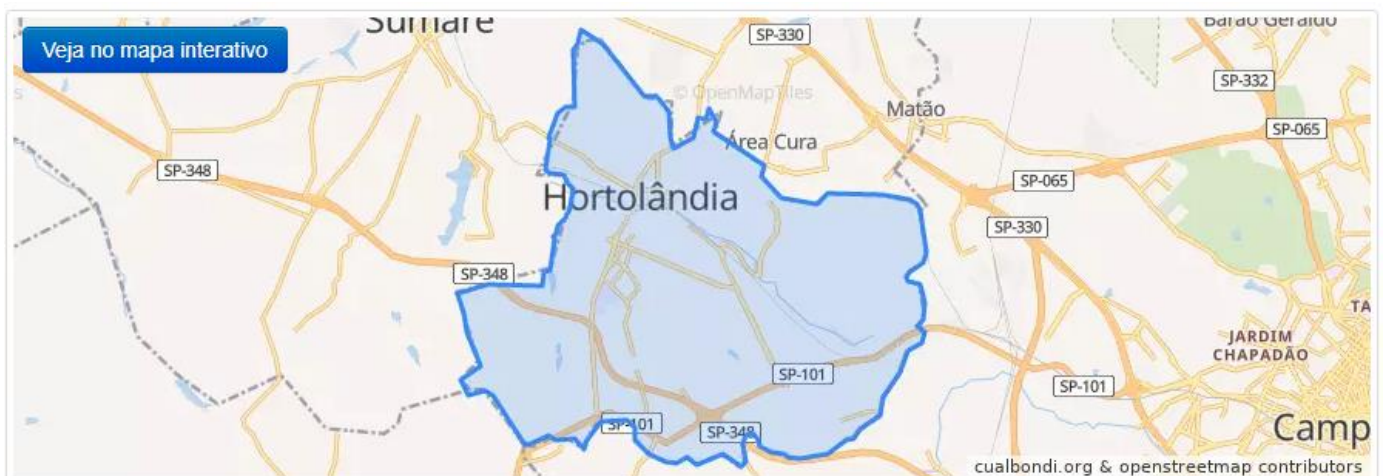 Veja no mapa interativo
Sumaré
SP-330
Barão Geraldo
SP-332
© OpenMapTiles
Matão
SP-065
Área Cura
SP-348
SP-065
Hortolândia
SP-330
SP-348
TA
JARDIM
CHAPADÃO
SP-101
SP-101
SP-101
SP-348
Camp
cualbondi.org & openstreetmap contributors